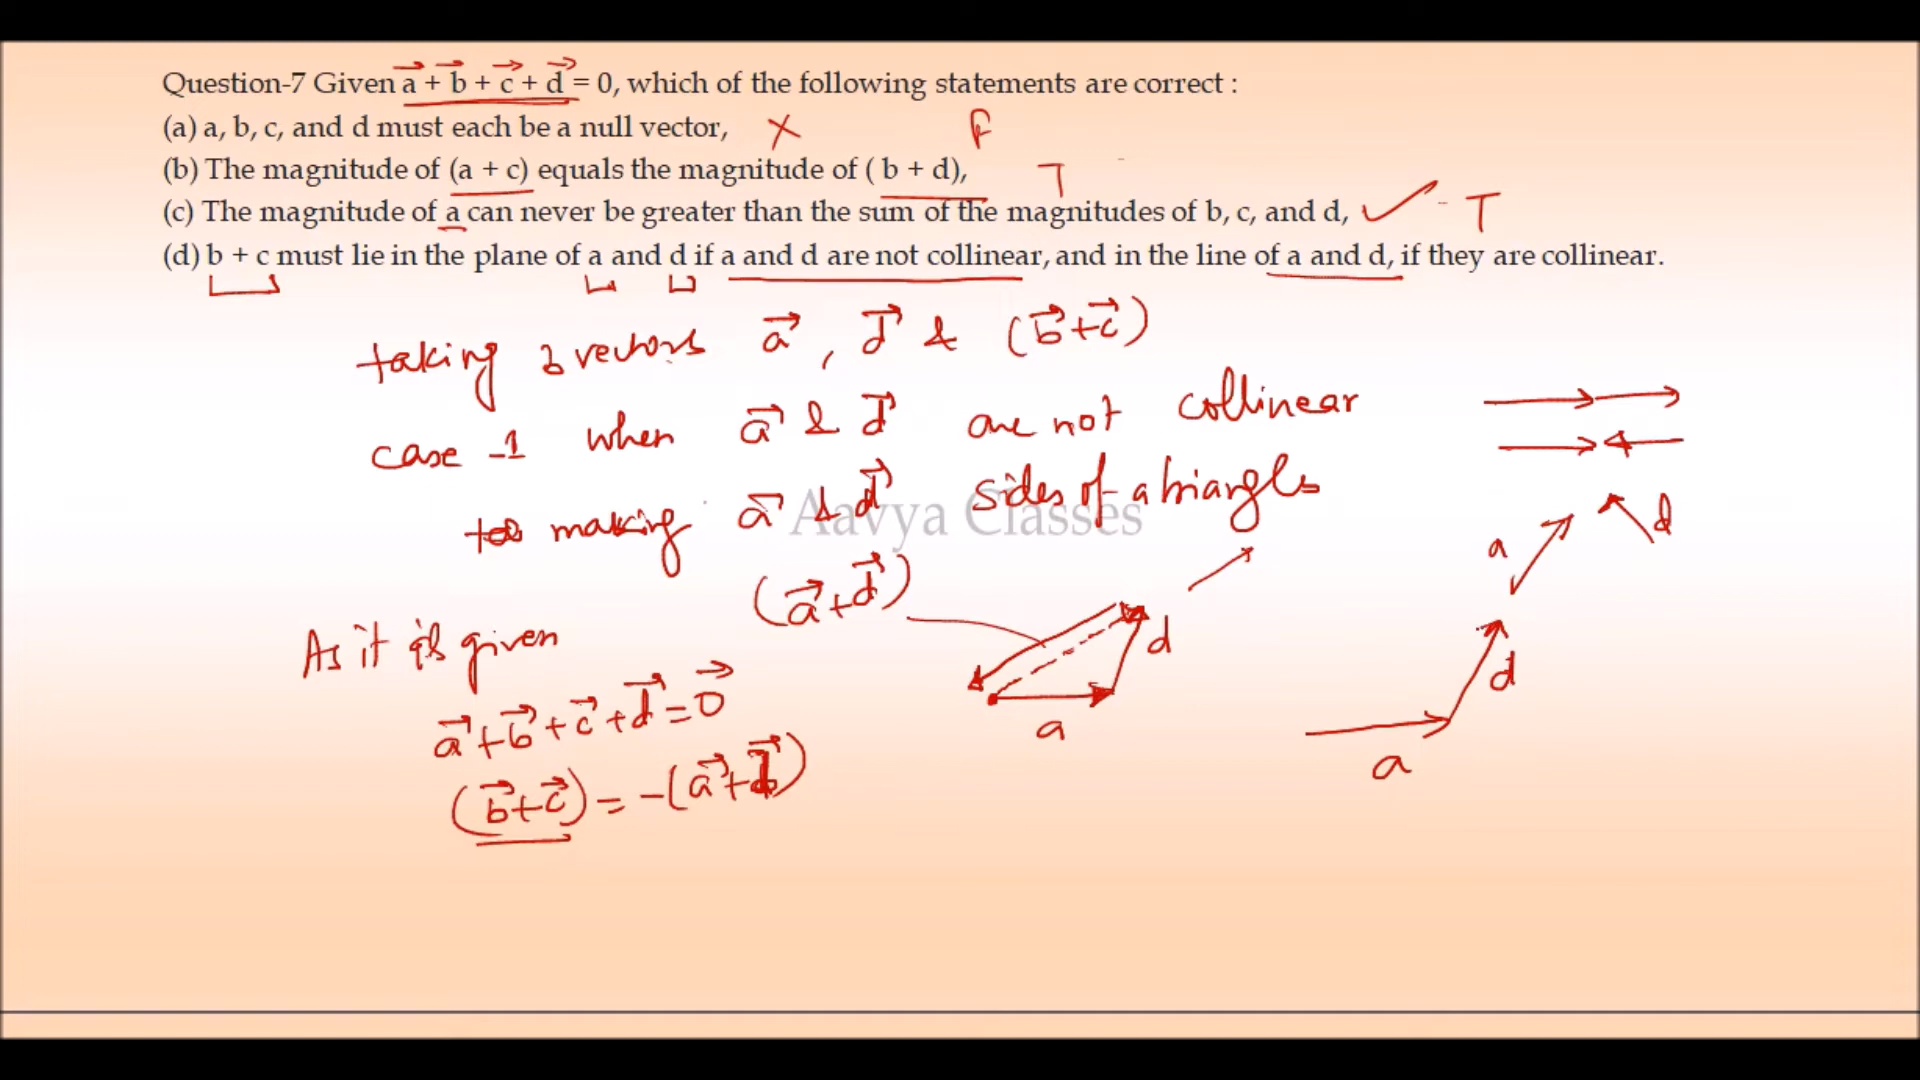 Question-7 Given a + b + c + d = 0, which of the following statements are correct :
(a) a, b, c, and d must each be a null vector, X F
(b) The magnitude of (a + c) equals the magnitude of ( b + d), T
(c) The magnitude of a can never be greater than the sum of the magnitudes of b, c, and d, ✓ T
(d) b + c must lie in the plane of a and d if a and d are not collinear, and in the line of a and d, if they are collinear.
taking 3 vectors a⃗, d⃗ & (b⃗+c⃗)
case -1 when a⃗ & d⃗ are not collinear
making a⃗ & d⃗ sides of a triangle
Aavya Classes
(a⃗+d⃗)
a
d
d
a
d
a
As it is given
a⃗+b⃗+c⃗+d⃗=0⃗
(b⃗+c⃗) = -(a⃗+d⃗)